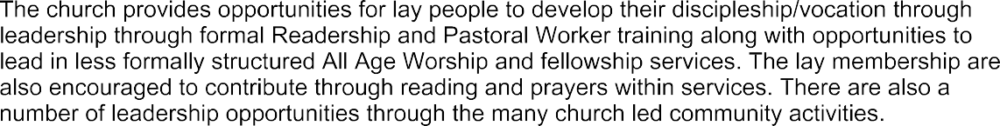 The church provides opportunities for lay people to develop their discipleship/vocation through
leadership through formal Readership and Pastoral Worker training along with opportunities to
lead in less formally structured All Age Worship and fellowship services. The lay membership are
also encouraged to contribute through reading and prayers within services. There are also a
number of leadership opportunities through the many church led community activities.